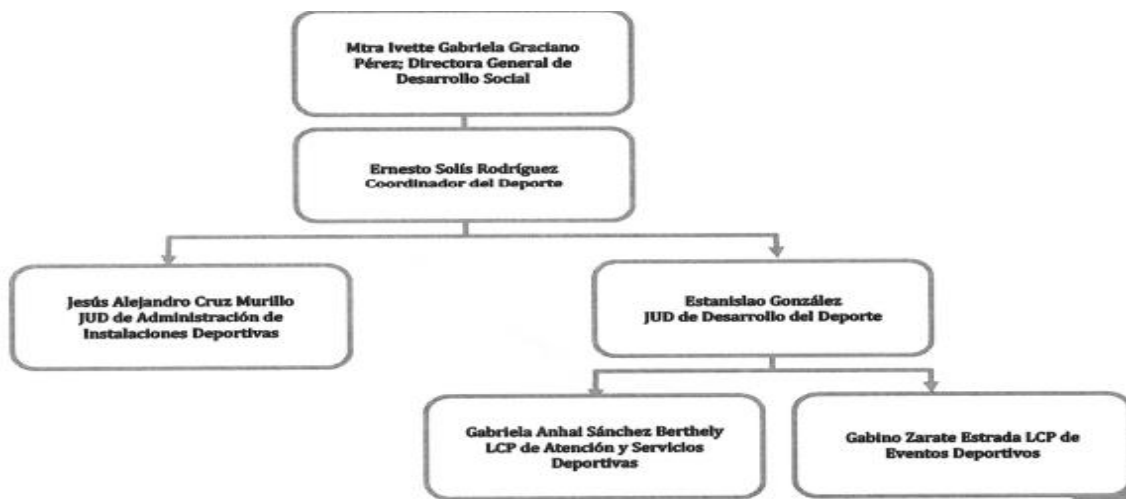 Mtra Ivette Gabriela Graciano
Pérez; Directora General de
Desarrollo Social
Ernesto Solís Rodríguez
Coordinador del Deporte
Jesús Alejandro Cruz Murillo
JUD de Administración de
Instalaciones Deportivas
Estanislao González
JUD de Desarrollo del Deporte
Gabriela Anhai Sánchez Berthely
LCP de Atención y Servicios
Deportivas
Gabino Zarate Estrada LCP de
Eventos Deportivos